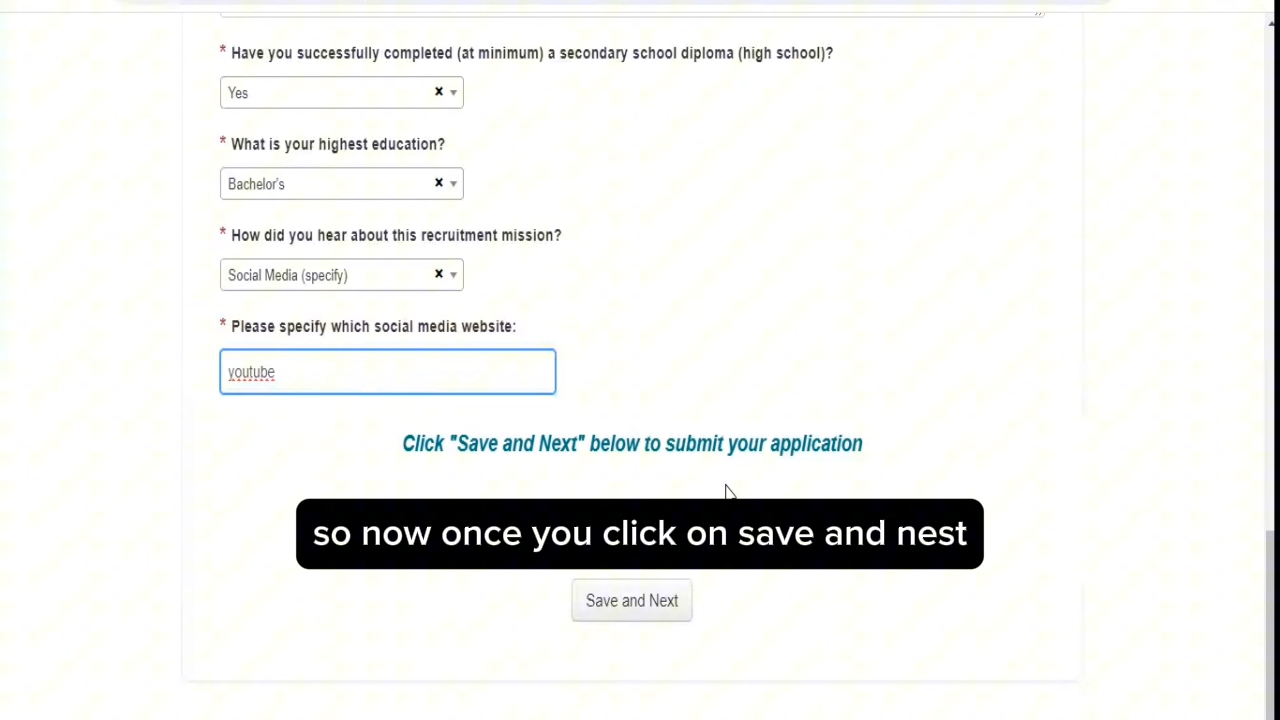 * Have you successfully completed (at minimum) a secondary school diploma (high school)?
Yes
* What is your highest education?
Bachelor's
* How did you hear about this recruitment mission?
Social Media (specify)
* Please specify which social media website:
youtube
Click "Save and Next" below to submit your application
so now once you click on save and nest
Save and Next